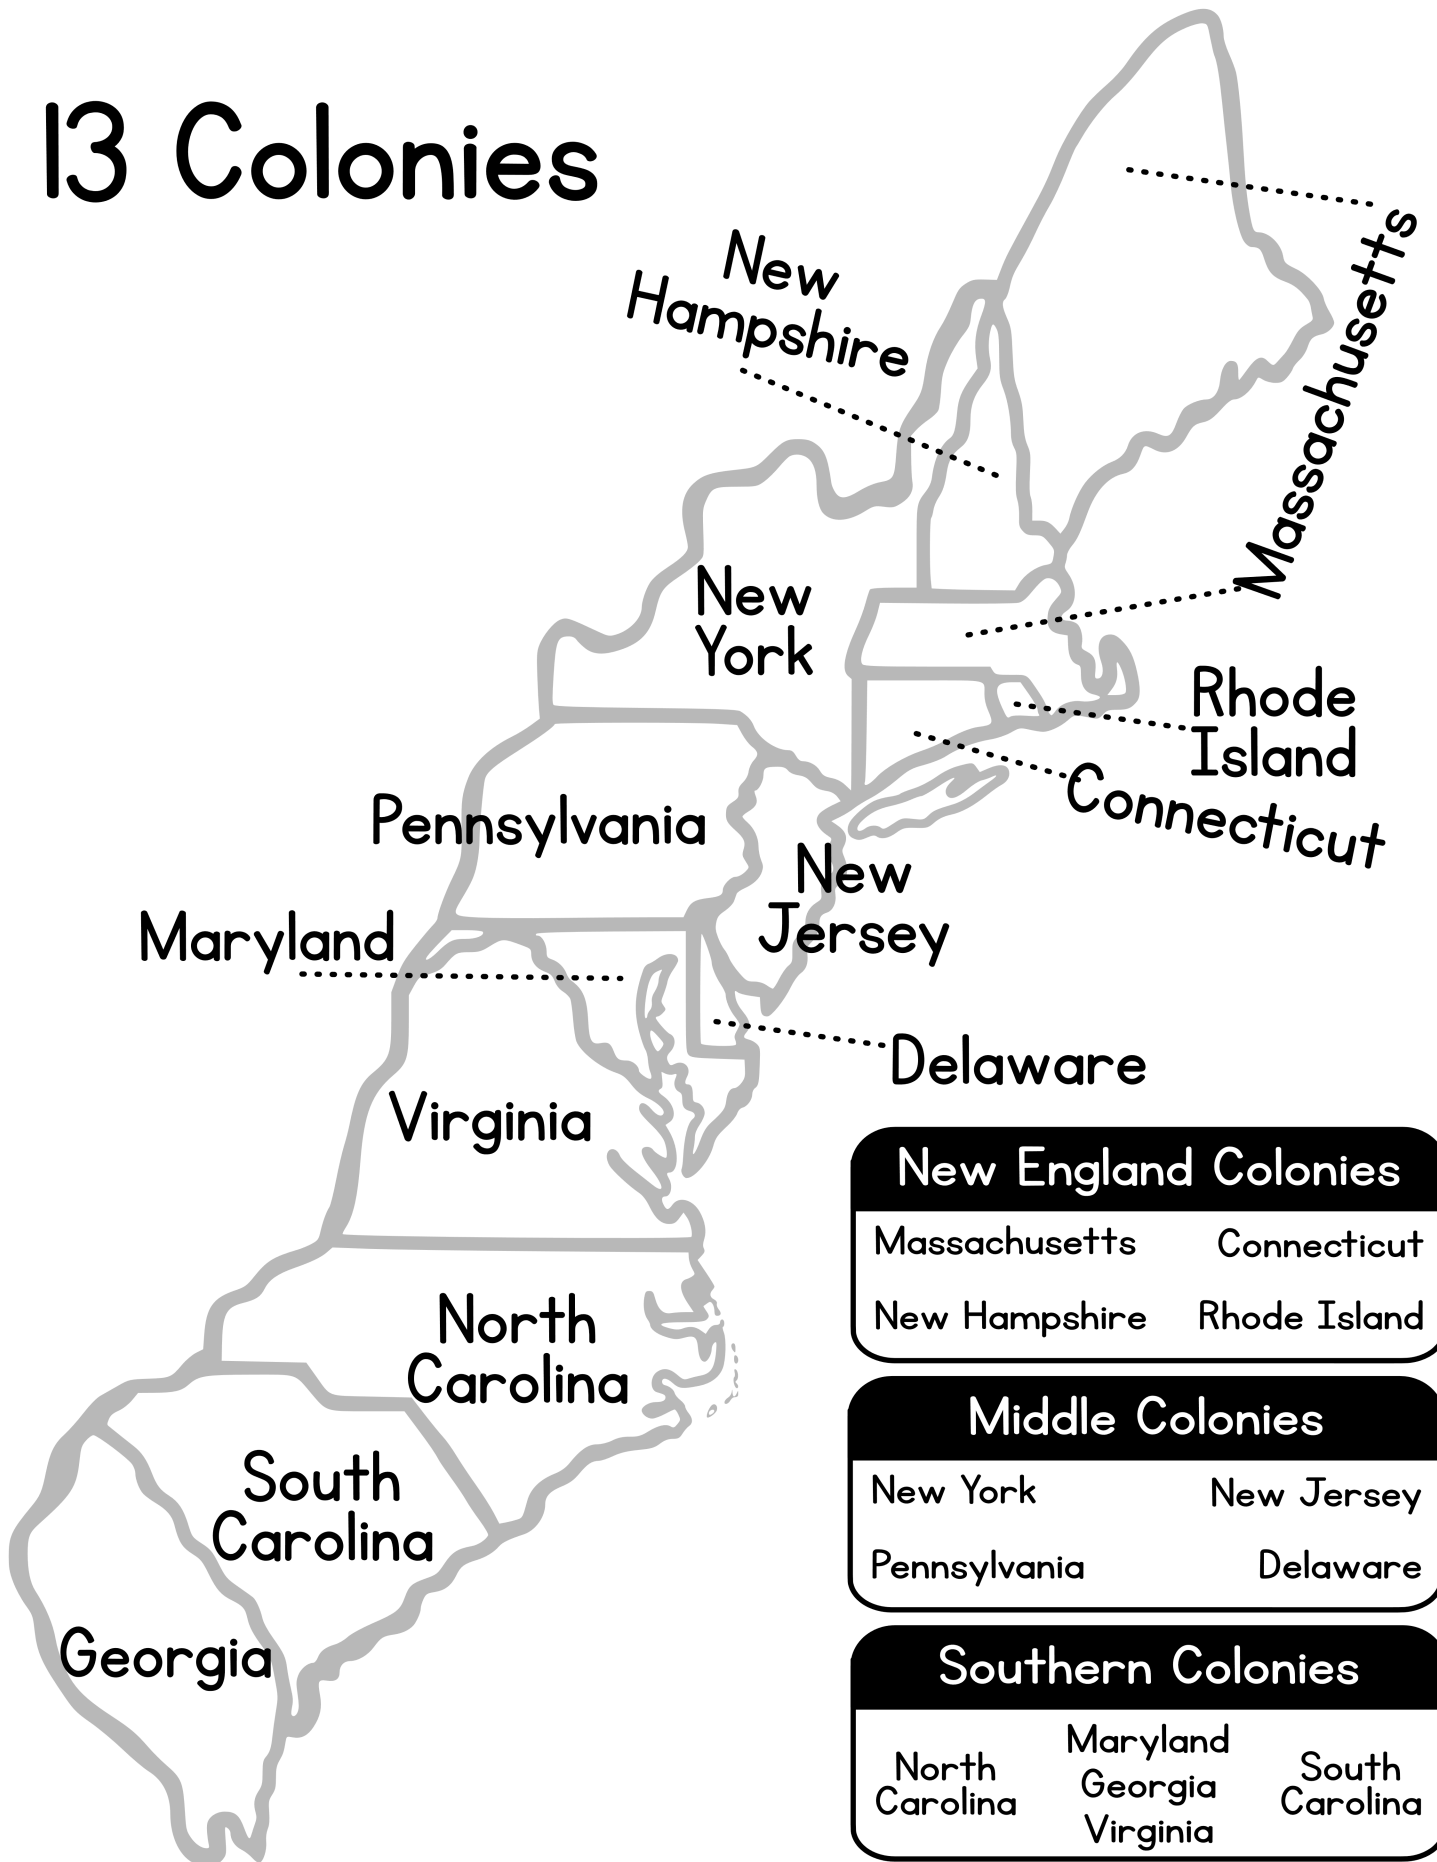 13 Colonies
New
Hampshire
Massachusetts
New
York
Rhode
Island
Connecticut
Pennsylvania
New
Jersey
Maryland
Delaware
Virginia
North
Carolina
South
Carolina
Georgia
New England Colonies
Massachusetts Connecticut
New Hampshire Rhode Island
Middle Colonies
New York New Jersey
Pennsylvania Delaware
Southern Colonies
North
Carolina
Maryland
Georgia
Virginia
South
Carolina